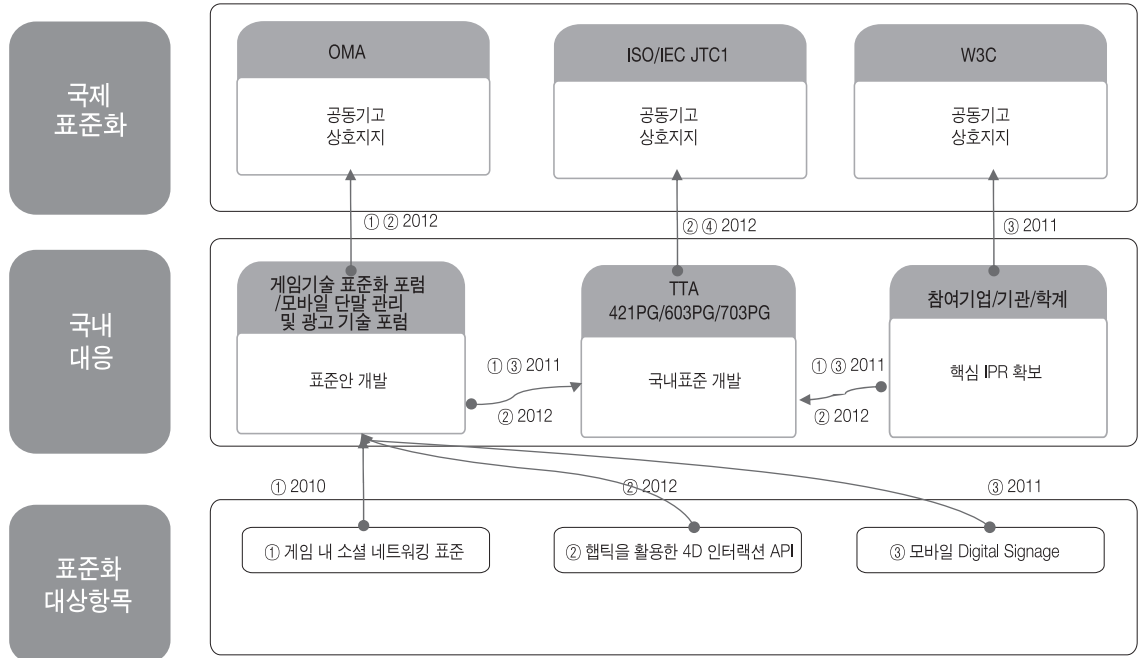 국제
표준화
OMA
공동기고
상호지지
ISO/IEC JTC1
공동기고
상호지지
W3C
공동기고
상호지지
① ② 2012
② ④ 2012
③ 2011
국내
대응
게임기술 표준화 포럼
/모바일 단말 관리
및 광고 기술 포럼
표준안 개발
① ③ 2011
② 2012
TTA
421PG/603PG/703PG
국내표준 개발
① ③ 2011
② 2012
참여기업/기관/학계
핵심 IPR 확보
① 2010
② 2012
③ 2011
표준화
대상항목
① 게임 내 소셜 네트워킹 표준
② 햅틱을 활용한 4D 인터랙션 API
③ 모바일 Digital Signage